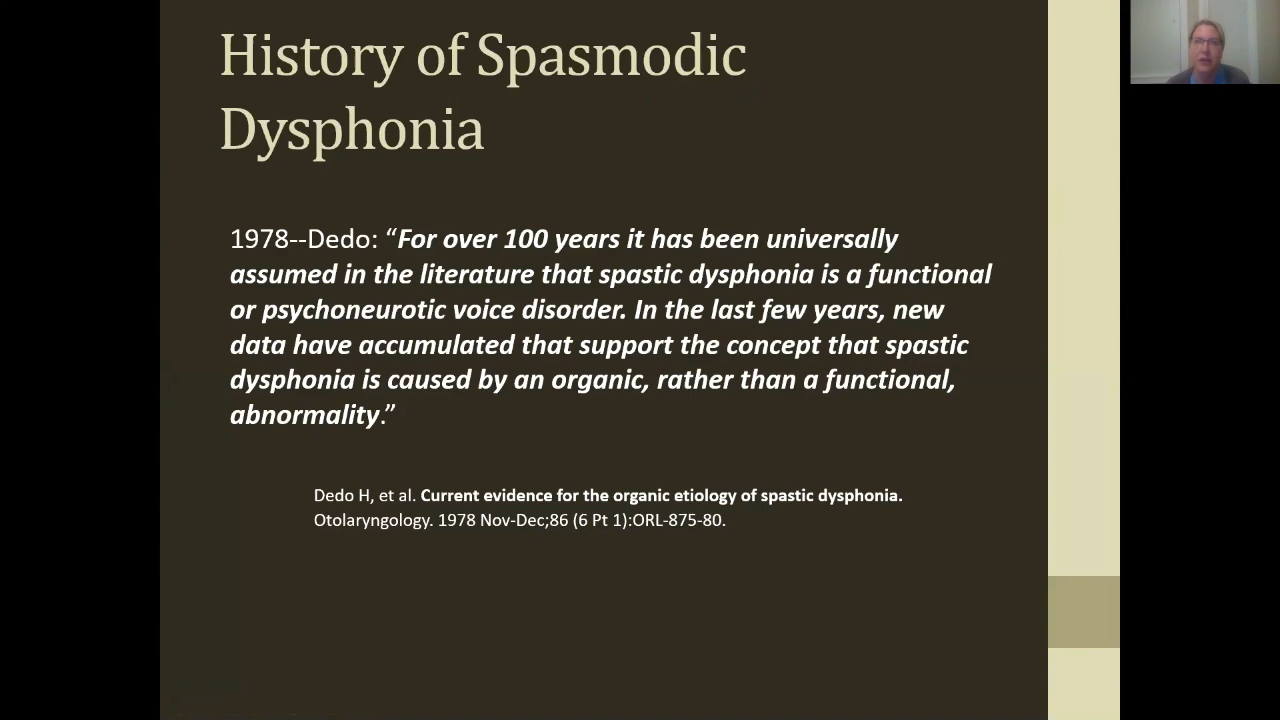 History of Spasmodic
Dysphonia
1978--Dedo: “For over 100 years it has been universally
assumed in the literature that spastic dysphonia is a functional
or psychoneurotic voice disorder. In the last few years, new
data have accumulated that support the concept that spastic
dysphonia is caused by an organic, rather than a functional,
abnormality.”
Dedo H, et al. Current evidence for the organic etiology of spastic dysphonia.
Otolaryngology. 1978 Nov-Dec;86 (6 Pt 1):ORL-875-80.